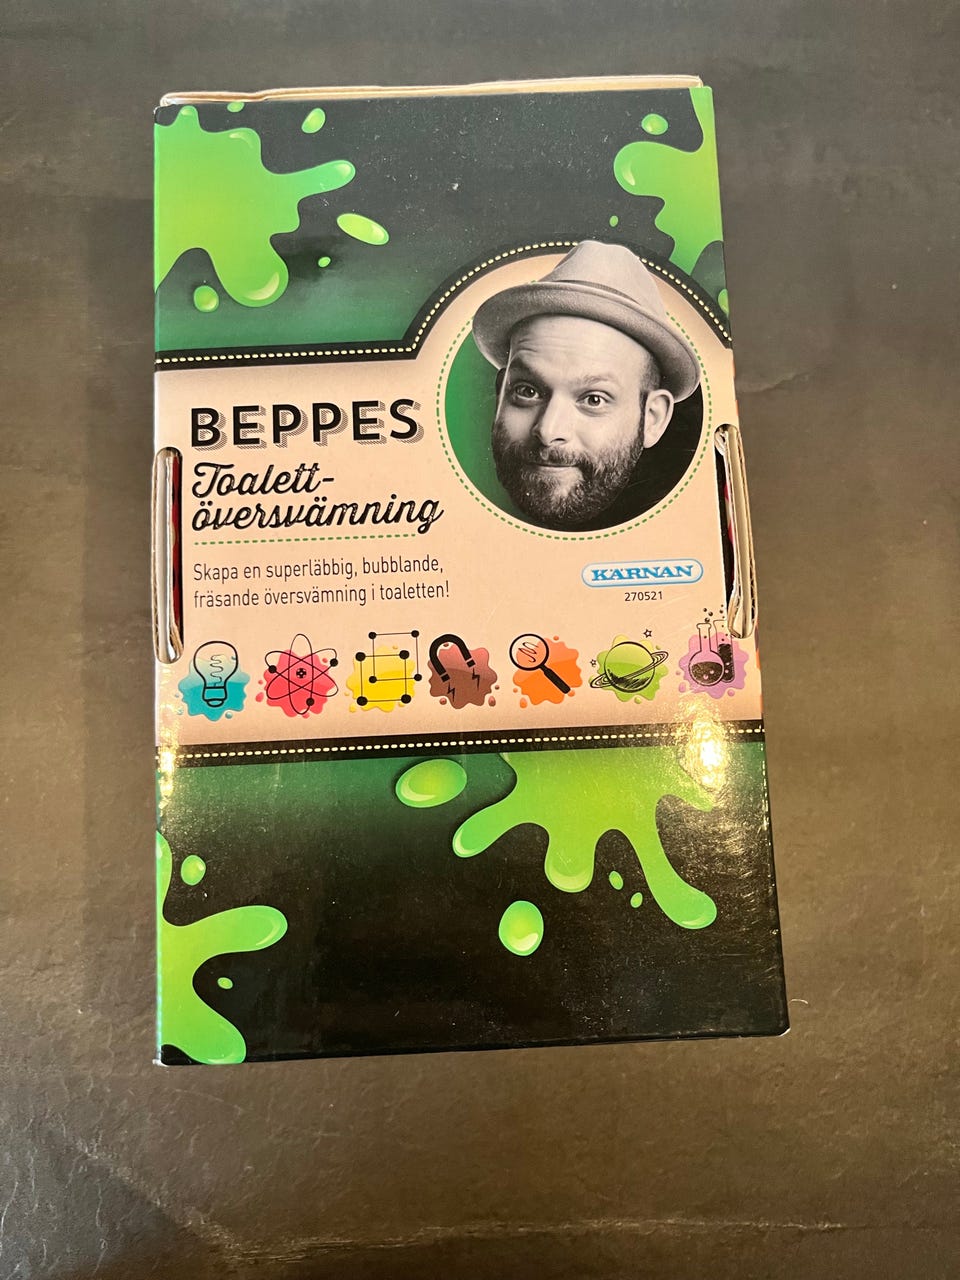 BEPPES
Toalett-
översvämning
Skapa en superläbbig, bubblande,
fräsande översvämning i toaletten!
KÄRNAN
270521